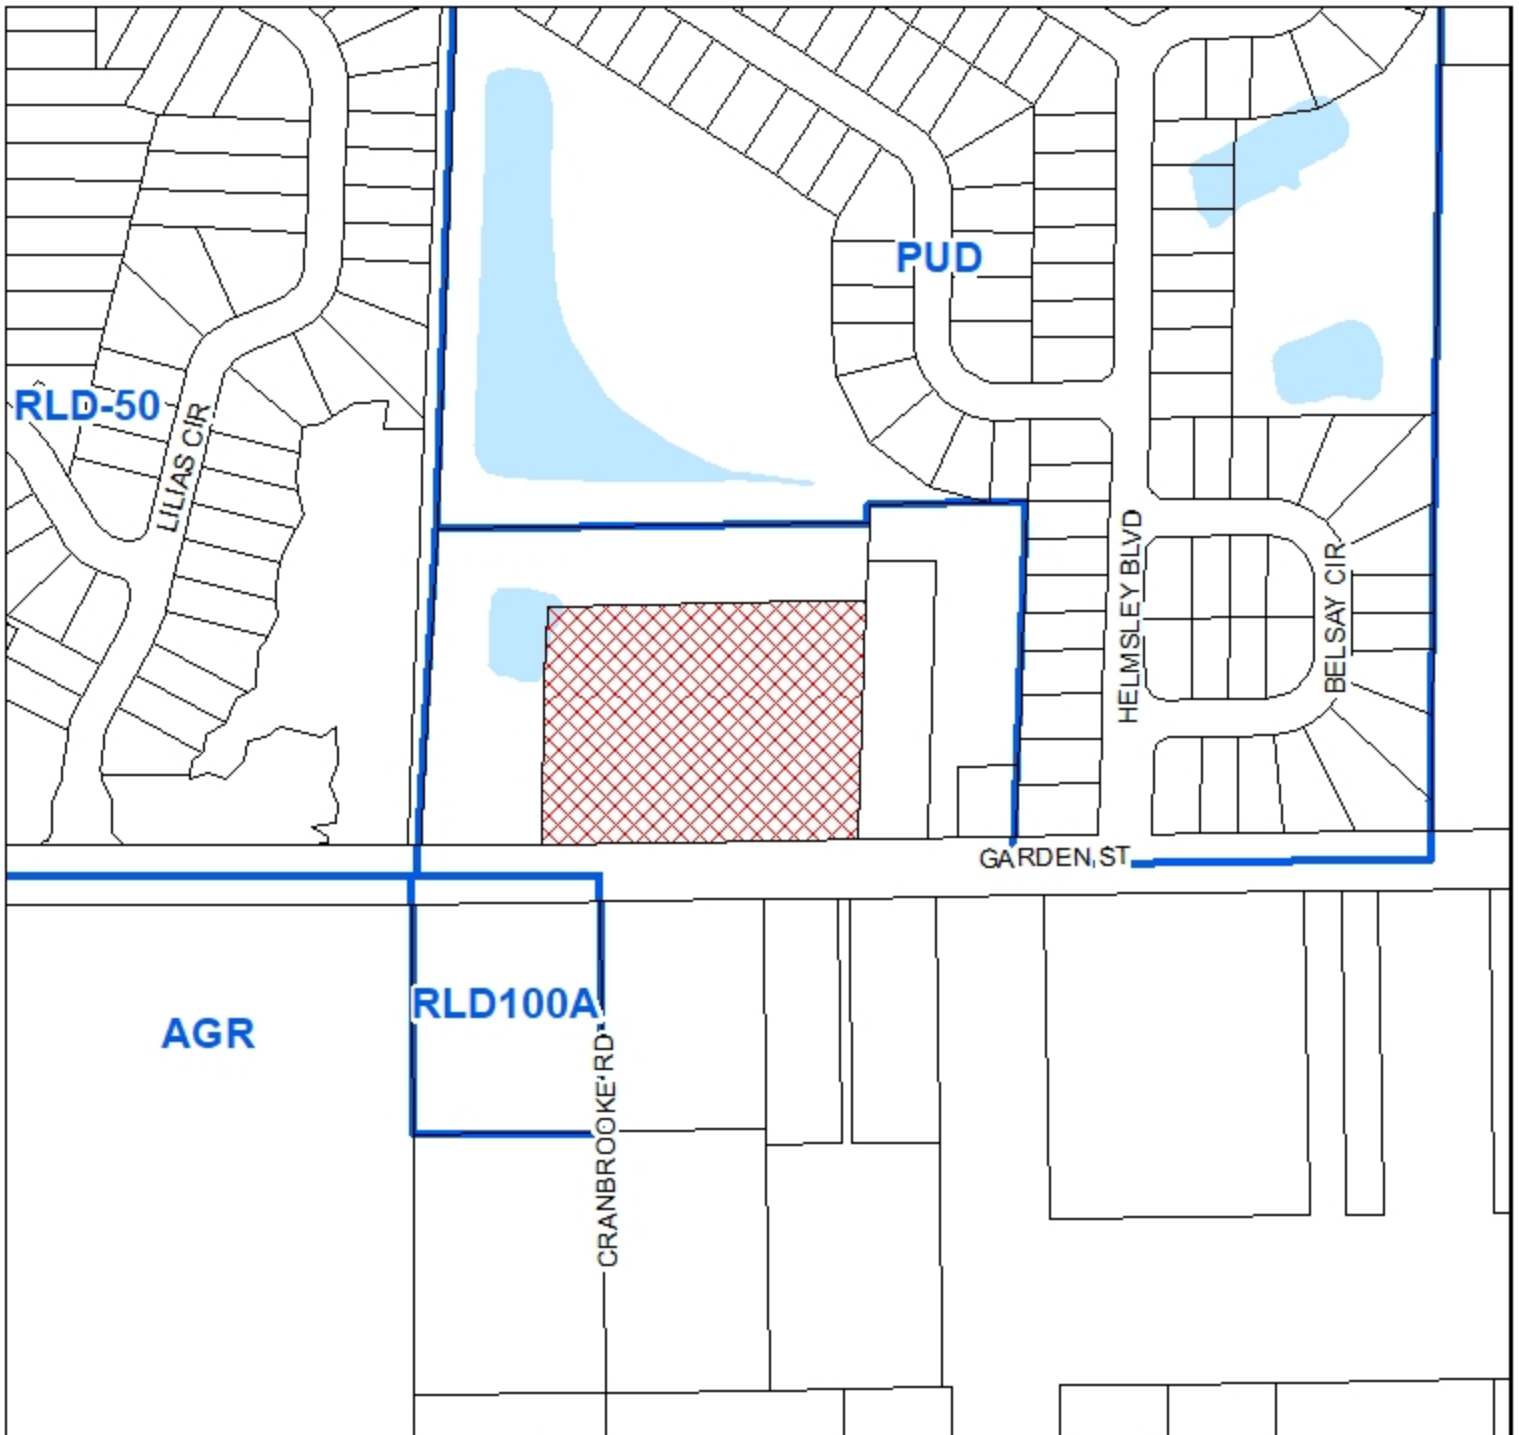 PUD
RLD-50
LILIAS CIR
HELMSLEY BLVD
BELSAY CIR
GARDEN ST
RLD100A
AGR
CRANBROOKE RD